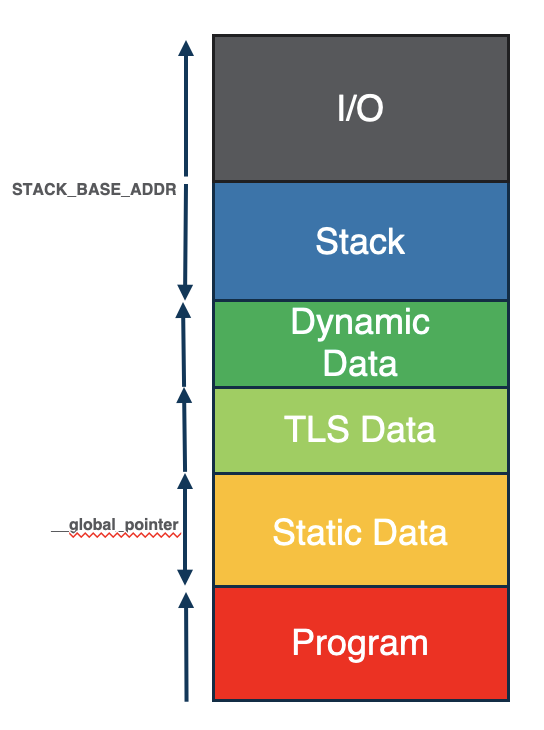 I/O
STACK_BASE_ADDR
Stack
Dynamic
Data
TLS Data
__global_pointer
Static Data
Program